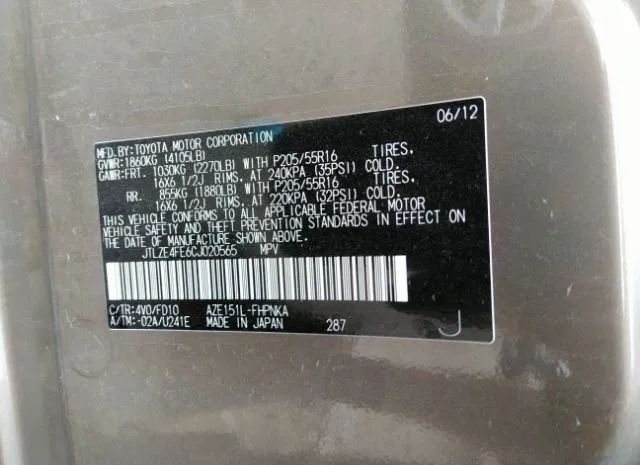 06/12
MFD. BY: TOYOTA MOTOR CORPORATION
GVWR: 1860KG (4105LB)
GAWR: FRT. 1030KG (2270LB) WITH P205/55R16 TIRES,
16X6 1/2J RIMS, AT 240KPA (35PSI) COLD.
RR. 855KG (1880LB) WITH P205/55R16 TIRES,
16X6 1/2J RIMS, AT 220KPA (32PSI) COLD.
THIS VEHICLE CONFORMS TO ALL APPLICABLE FEDERAL MOTOR
VEHICLE SAFETY AND THEFT PREVENTION STANDARDS IN EFFECT ON
THE DATE OF MANUFACTURE SHOWN ABOVE.
JTLZE4FE6CJ020565 MPV
C/TR: 4V0/FD10 AZE151L-FHPNKA
A/TM: -02A/U241E MADE IN JAPAN 287 J